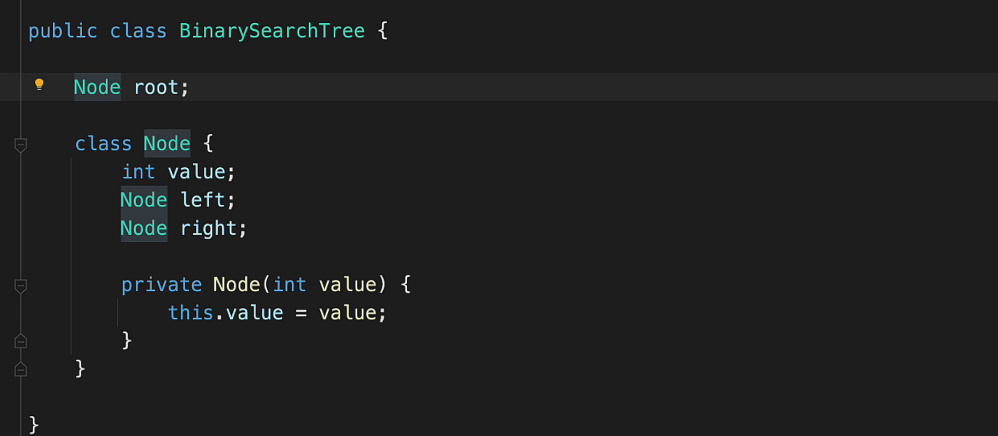 public class BinarySearchTree {
    Node root;
    class Node {
        int value;
        Node left;
        Node right;
        private Node(int value) {
            this.value = value;
        }
    }
}